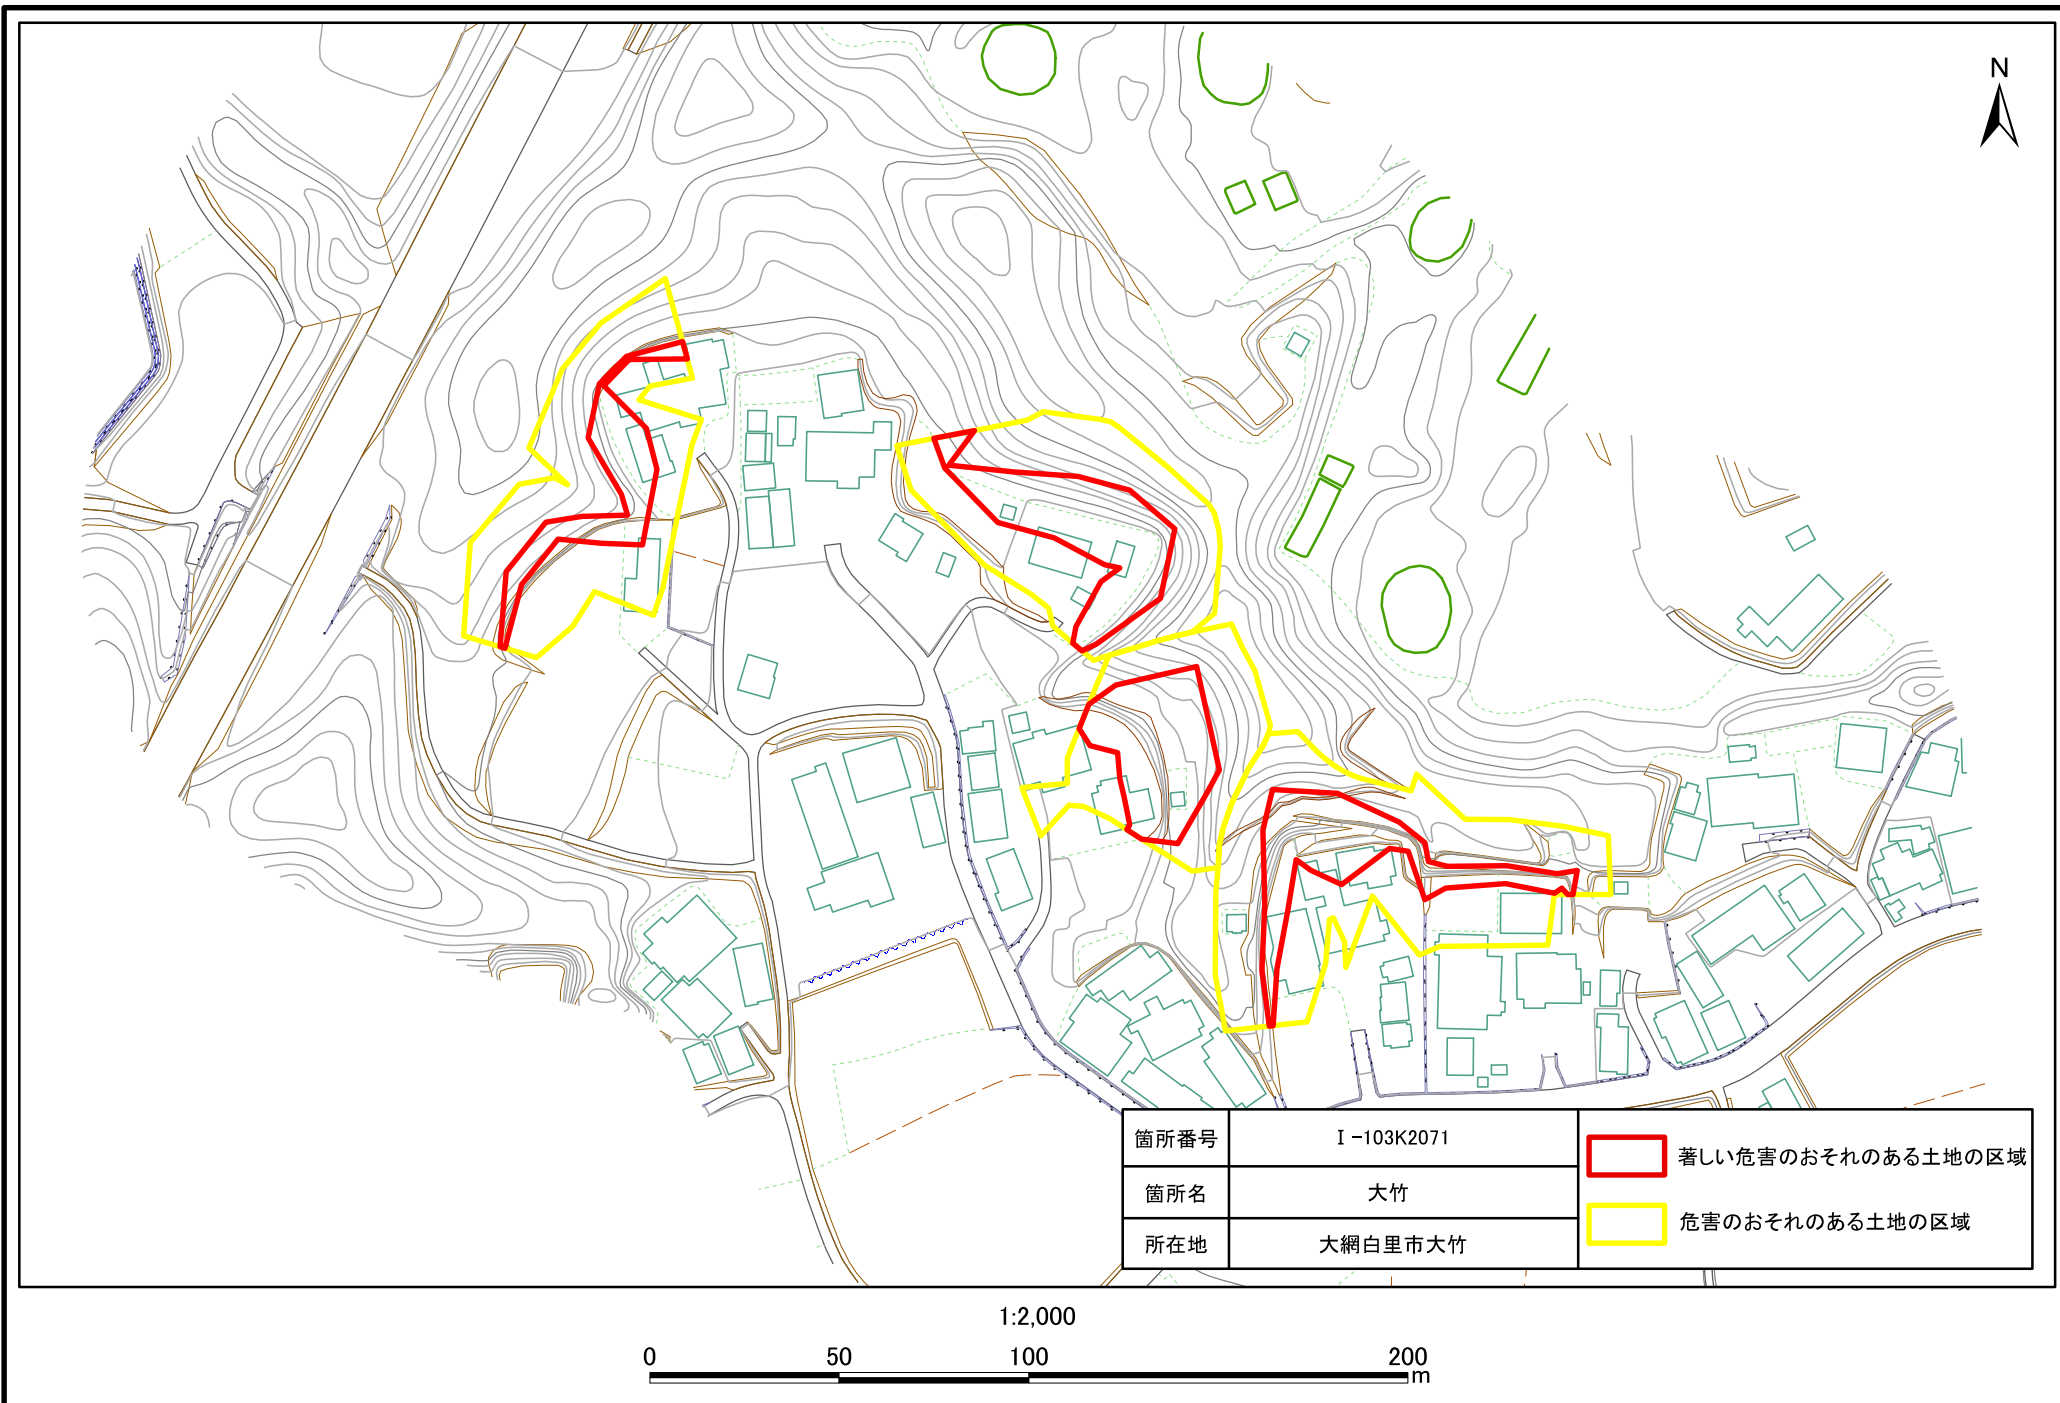 N
箇所番号
I-103K2071
著しい危害のおそれのある土地の区域
箇所名
大竹
危害のおそれのある土地の区域
所在地
大網白里市大竹
1:2,000
0 50 100 200
m